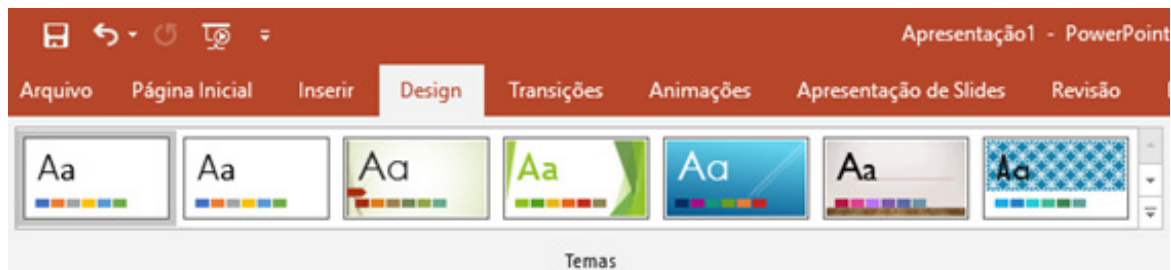 Apresentação1 - PowerPoint
Arquivo Página Inicial Inserir Design Transições Animações Apresentação de Slides Revisão
Aa Aa Aa Aa Aa Aa Aa
Temas